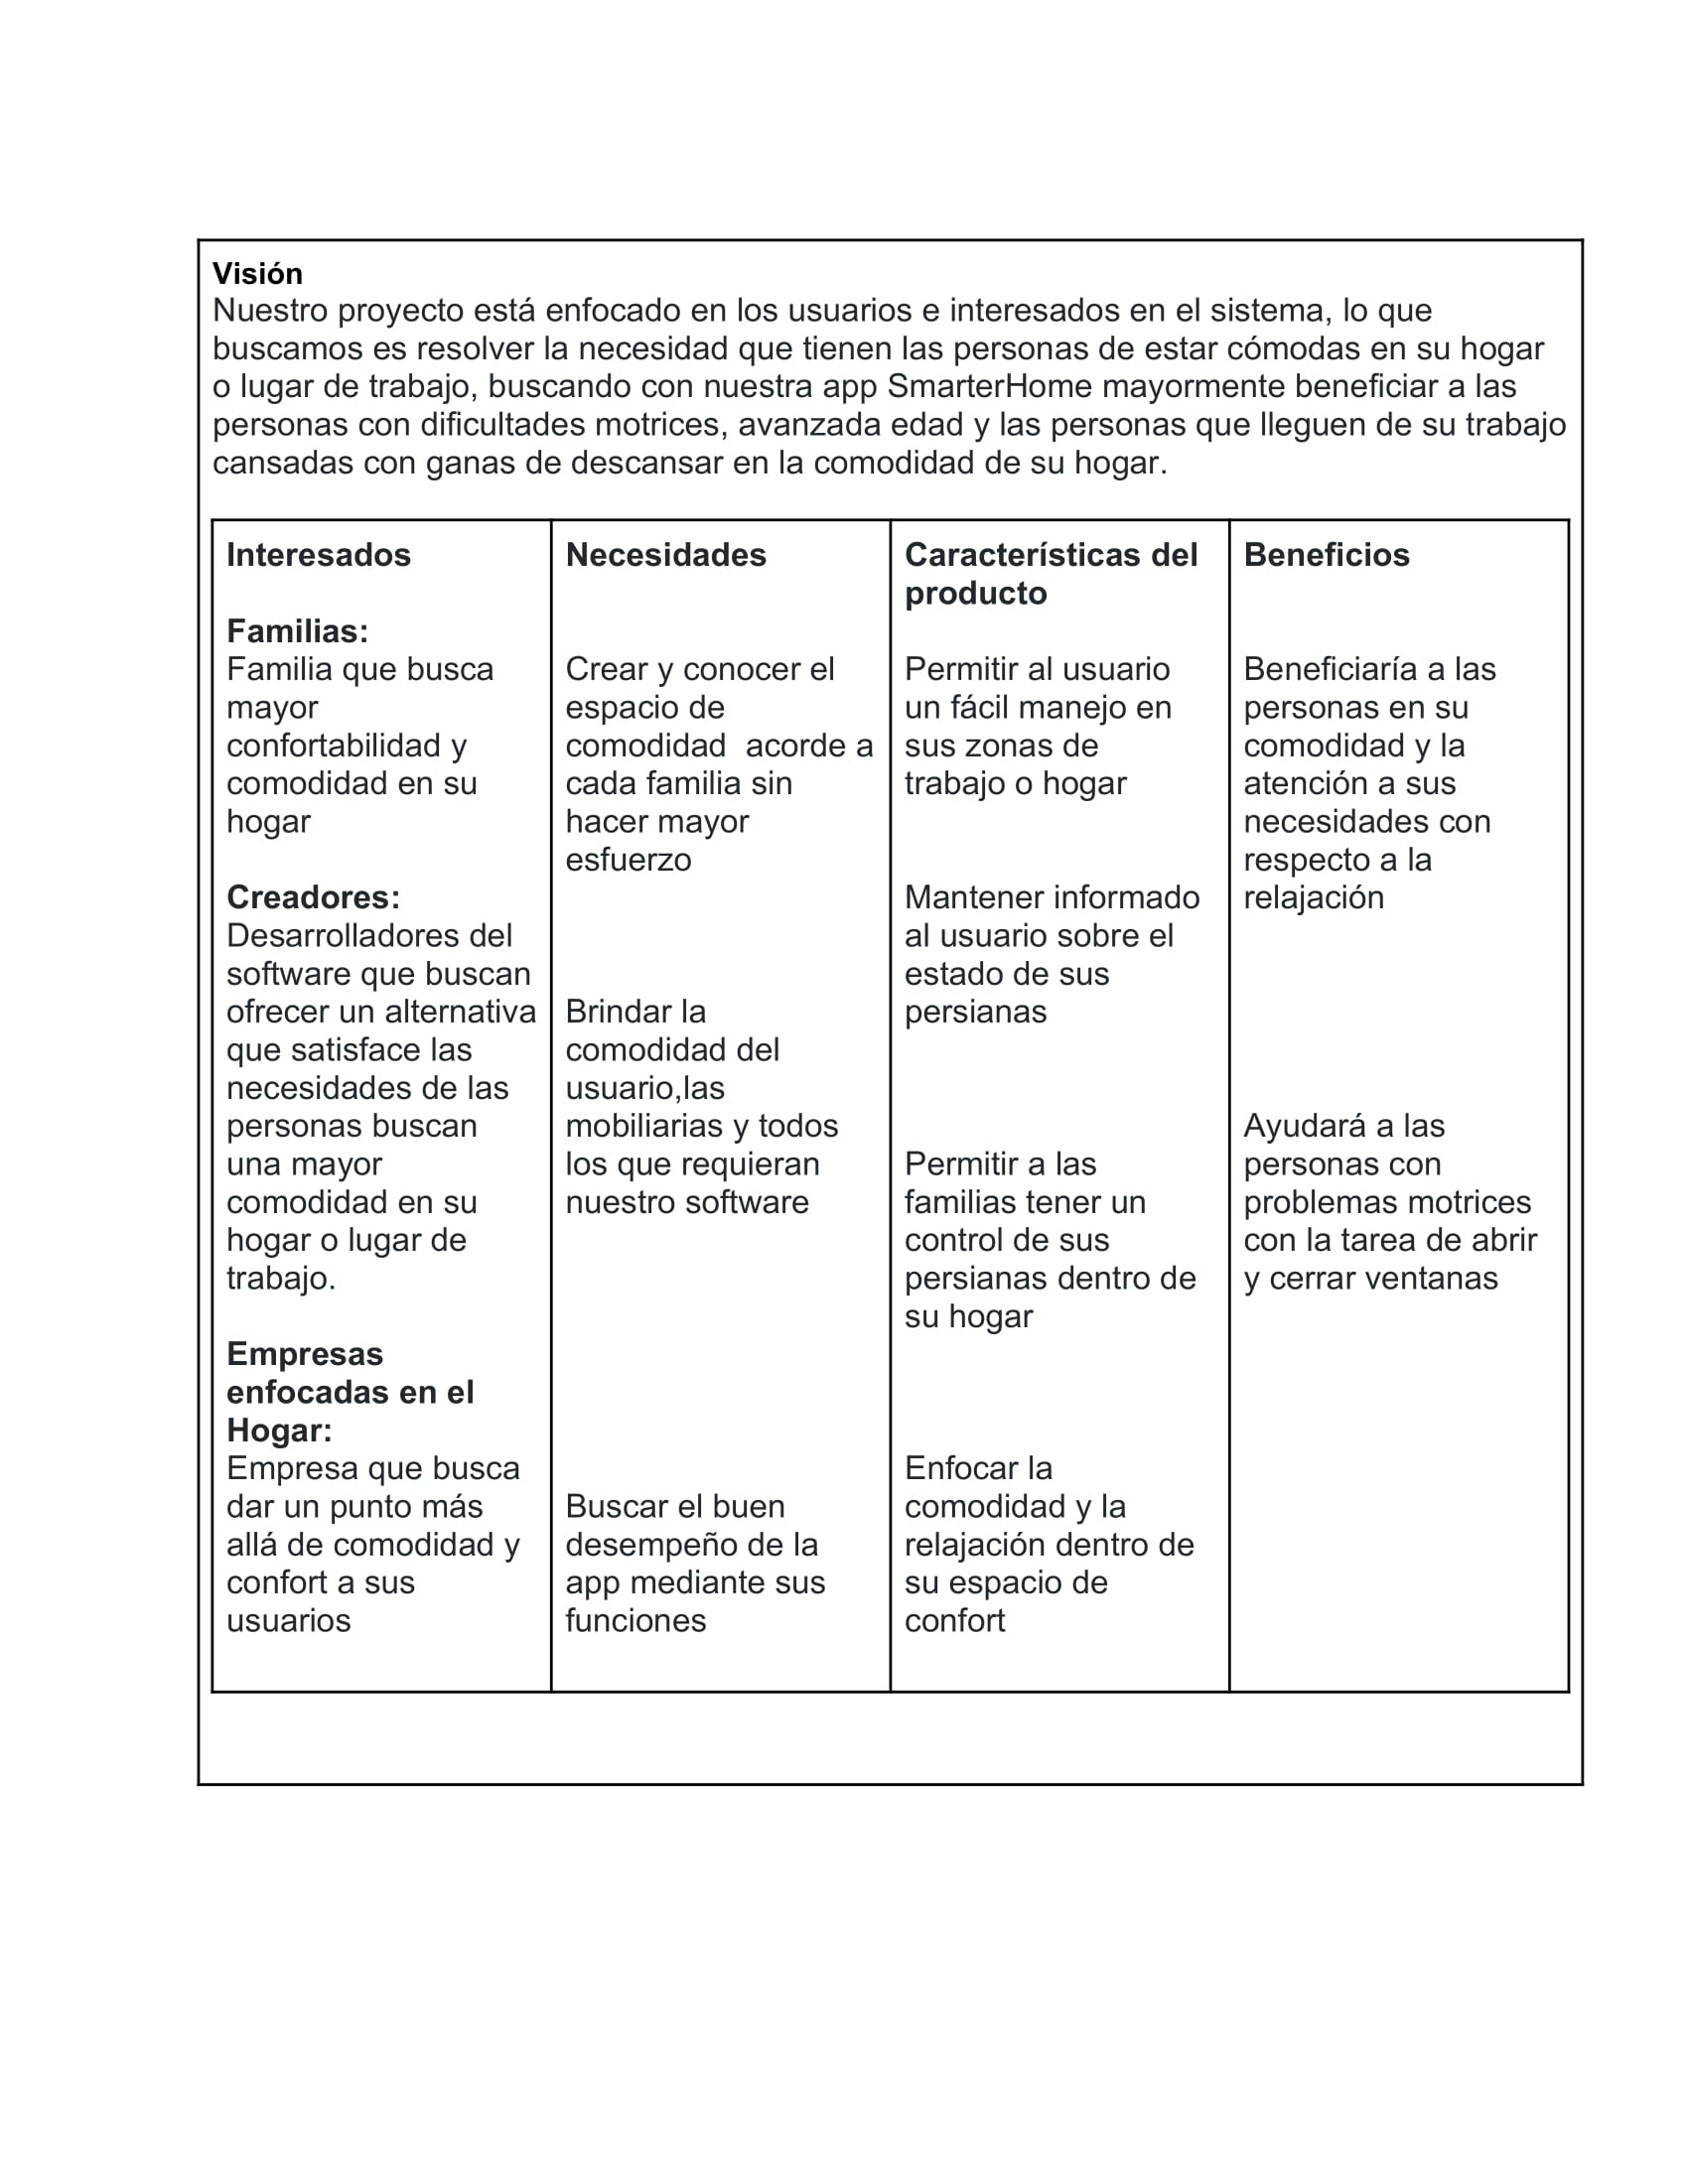 Visión
Nuestro proyecto está enfocado en los usuarios e interesados en el sistema, lo que
buscamos es resolver la necesidad que tienen las personas de estar cómodas en su hogar
o lugar de trabajo, buscando con nuestra app SmarterHome mayormente beneficiar a las
personas con dificultades motrices, avanzada edad y las personas que lleguen de su trabajo
cansadas con ganas de descansar en la comodidad de su hogar.
Interesados
Familias:
Familia que busca
mayor
confortabilidad y
comodidad en su
hogar
Creadores:
Desarrolladores del
software que buscan
ofrecer un alternativa
que satisface las
necesidades de las
personas buscan
una mayor
comodidad en su
hogar o lugar de
trabajo.
Empresas
enfocadas en el
Hogar:
Empresa que busca
dar un punto más
allá de comodidad y
confort a sus
usuarios
Necesidades
Crear y conocer el
espacio de
comodidad  acorde a
cada familia sin
hacer mayor
esfuerzo
Brindar la
comodidad del
usuario,las
mobiliarias y todos
los que requieran
nuestro software
Buscar el buen
desempeño de la
app mediante sus
funciones
Características del
producto
Permitir al usuario
un fácil manejo en
sus zonas de
trabajo o hogar
Mantener informado
al usuario sobre el
estado de sus
persianas
Permitir a las
familias tener un
control de sus
persianas dentro de
su hogar
Enfocar la
comodidad y la
relajación dentro de
su espacio de
confort
Beneficios
Beneficiaría a las
personas en su
comodidad y la
atención a sus
necesidades con
respecto a la
relajación
Ayudará a las
personas con
problemas motrices
con la tarea de abrir
y cerrar ventanas